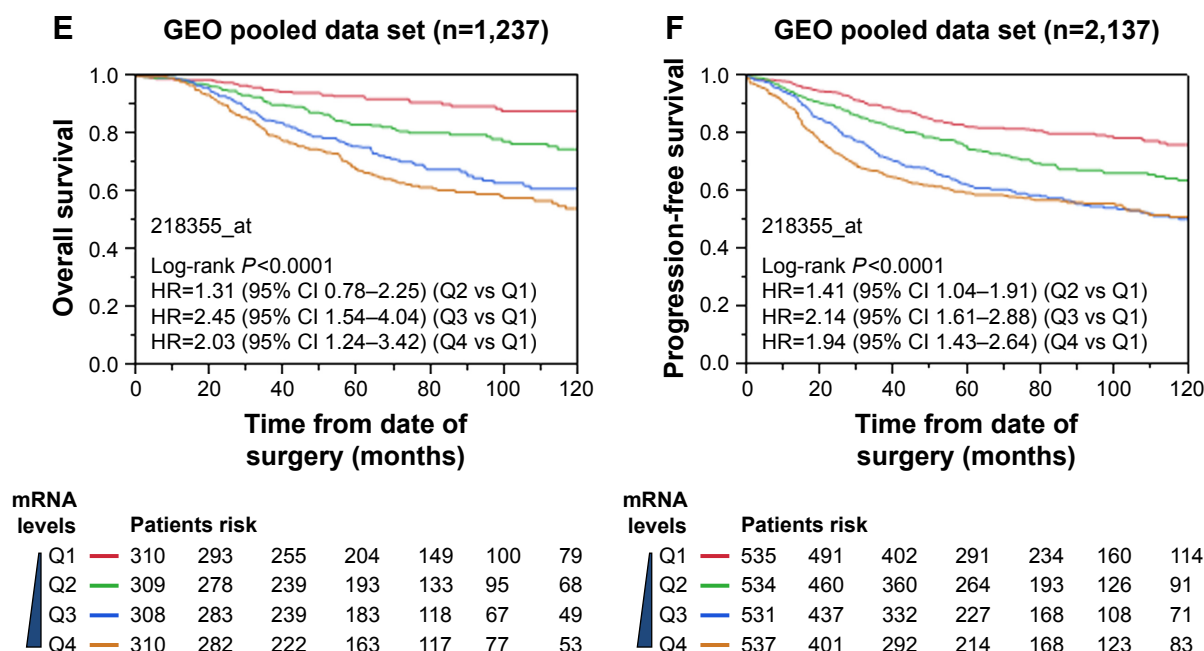 E GEO pooled data set (n=1,237)
1.0
0.8
0.6
0.4
0.2
0.0
Overall survival
218355_at
Log-rank P<0.0001
HR=1.31 (95% CI 0.78–2.25) (Q2 vs Q1)
HR=2.45 (95% CI 1.54–4.04) (Q3 vs Q1)
HR=2.03 (95% CI 1.24–3.42) (Q4 vs Q1)
0 20 40 60 80 100 120
Time from date of
surgery (months)
mRNA
levels Patients risk
Q1 310 293 255 204 149 100 79
Q2 309 278 239 193 133 95 68
Q3 308 283 239 183 118 67 49
Q4 310 282 222 163 117 77 53
F GEO pooled data set (n=2,137)
1.0
0.8
0.6
0.4
0.2
0.0
Progression-free survival
218355_at
Log-rank P<0.0001
HR=1.41 (95% CI 1.04–1.91) (Q2 vs Q1)
HR=2.14 (95% CI 1.61–2.88) (Q3 vs Q1)
HR=1.94 (95% CI 1.43–2.64) (Q4 vs Q1)
0 20 40 60 80 100 120
Time from date of
surgery (months)
mRNA
levels Patients risk
Q1 535 491 402 291 234 160 114
Q2 534 460 360 264 193 126 91
Q3 531 437 332 227 168 108 71
Q4 537 401 292 214 168 123 83